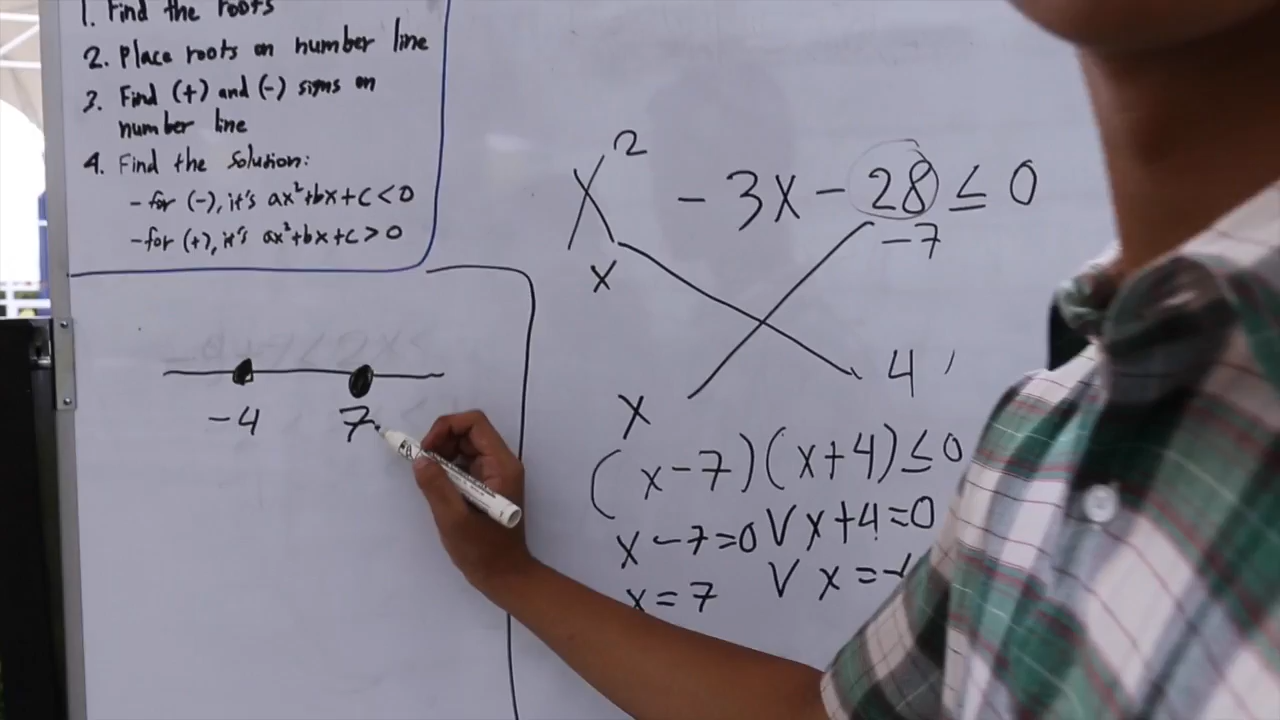 1. Find the roots
2. Place roots on number line
3. Find (+) and (-) signs on
number line
4. Find the Solution:
- for (-), it's ax²+bx+c < 0
- for (+), it's ax²+bx+c > 0
-4 7
x² - 3x - 28 ≤ 0
x -7
x 4
(x-7)(x+4) ≤ 0
x-7=0 V x+4=0
x=7 V x=-